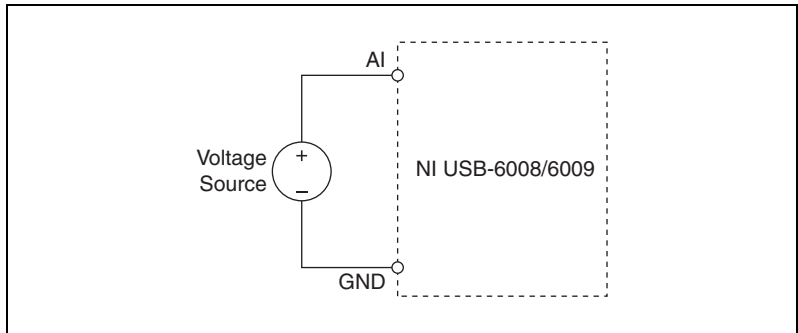 AI
Voltage
Source
+
–
NI USB-6008/6009
GND